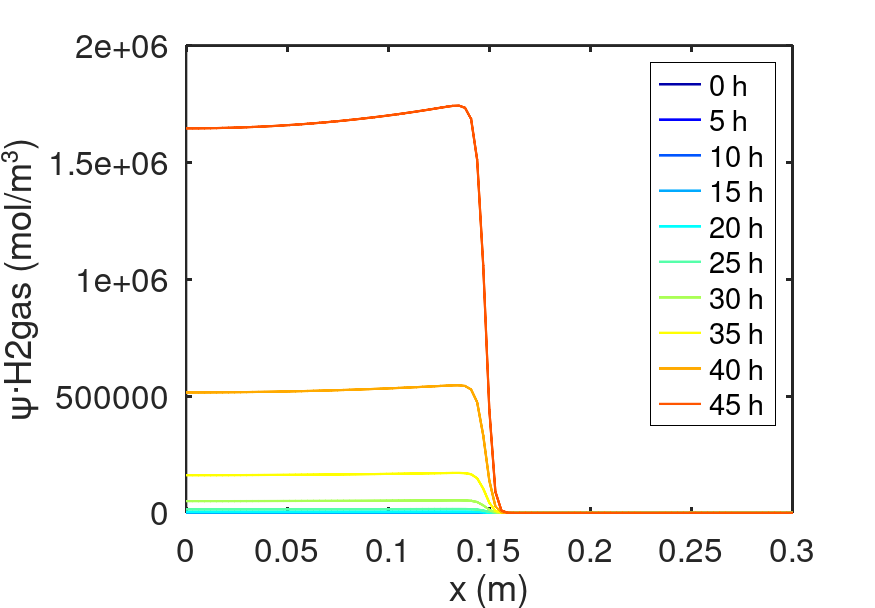 2e+06
1.5e+06
1e+06
500000
0
ψ·H2gas (mol/m³)
0 h
5 h
10 h
15 h
20 h
25 h
30 h
35 h
40 h
45 h
0 0.05 0.1 0.15 0.2 0.25 0.3
x (m)